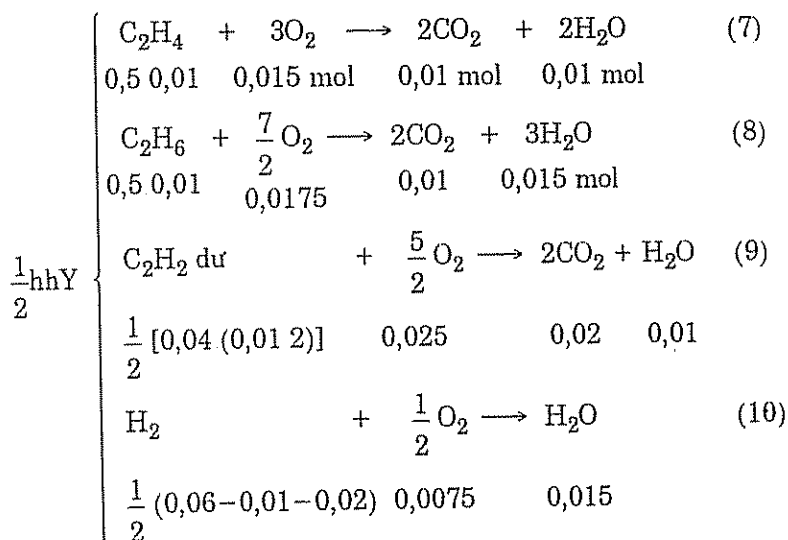 C₂H₄ + 3O₂ ⟶ 2CO₂ + 2H₂O (7)
0,5 0,01 0,015 mol 0,01 mol 0,01 mol
C₂H₆ + 7/2 O₂ ⟶ 2CO₂ + 3H₂O (8)
0,5 0,01 0,0175 0,01 0,015 mol
1/2 hhY
C₂H₂ dư + 5/2 O₂ ⟶ 2CO₂ + H₂O (9)
1/2 [0,04 (0,01 2)] 0,025 0,02 0,01
H₂ + 1/2 O₂ ⟶ H₂O (10)
1/2 (0,06−0,01−0,02) 0,0075 0,015